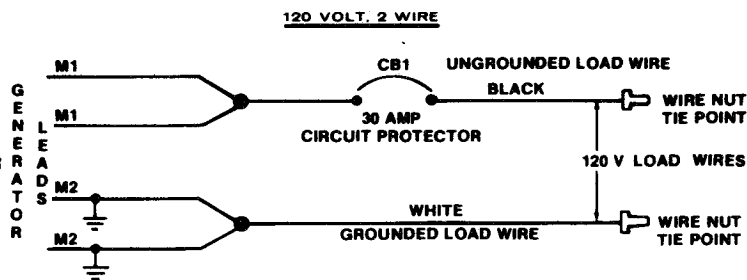 120 VOLT. 2 WIRE
GENERATOR
LEADS
M1
M1
M2
M2
CB1
30 AMP
CIRCUIT PROTECTOR
UNGROUNDED LOAD WIRE
BLACK
WIRE NUT
TIE POINT
120 V LOAD WIRES
WHITE
GROUNDED LOAD WIRE
WIRE NUT
TIE POINT